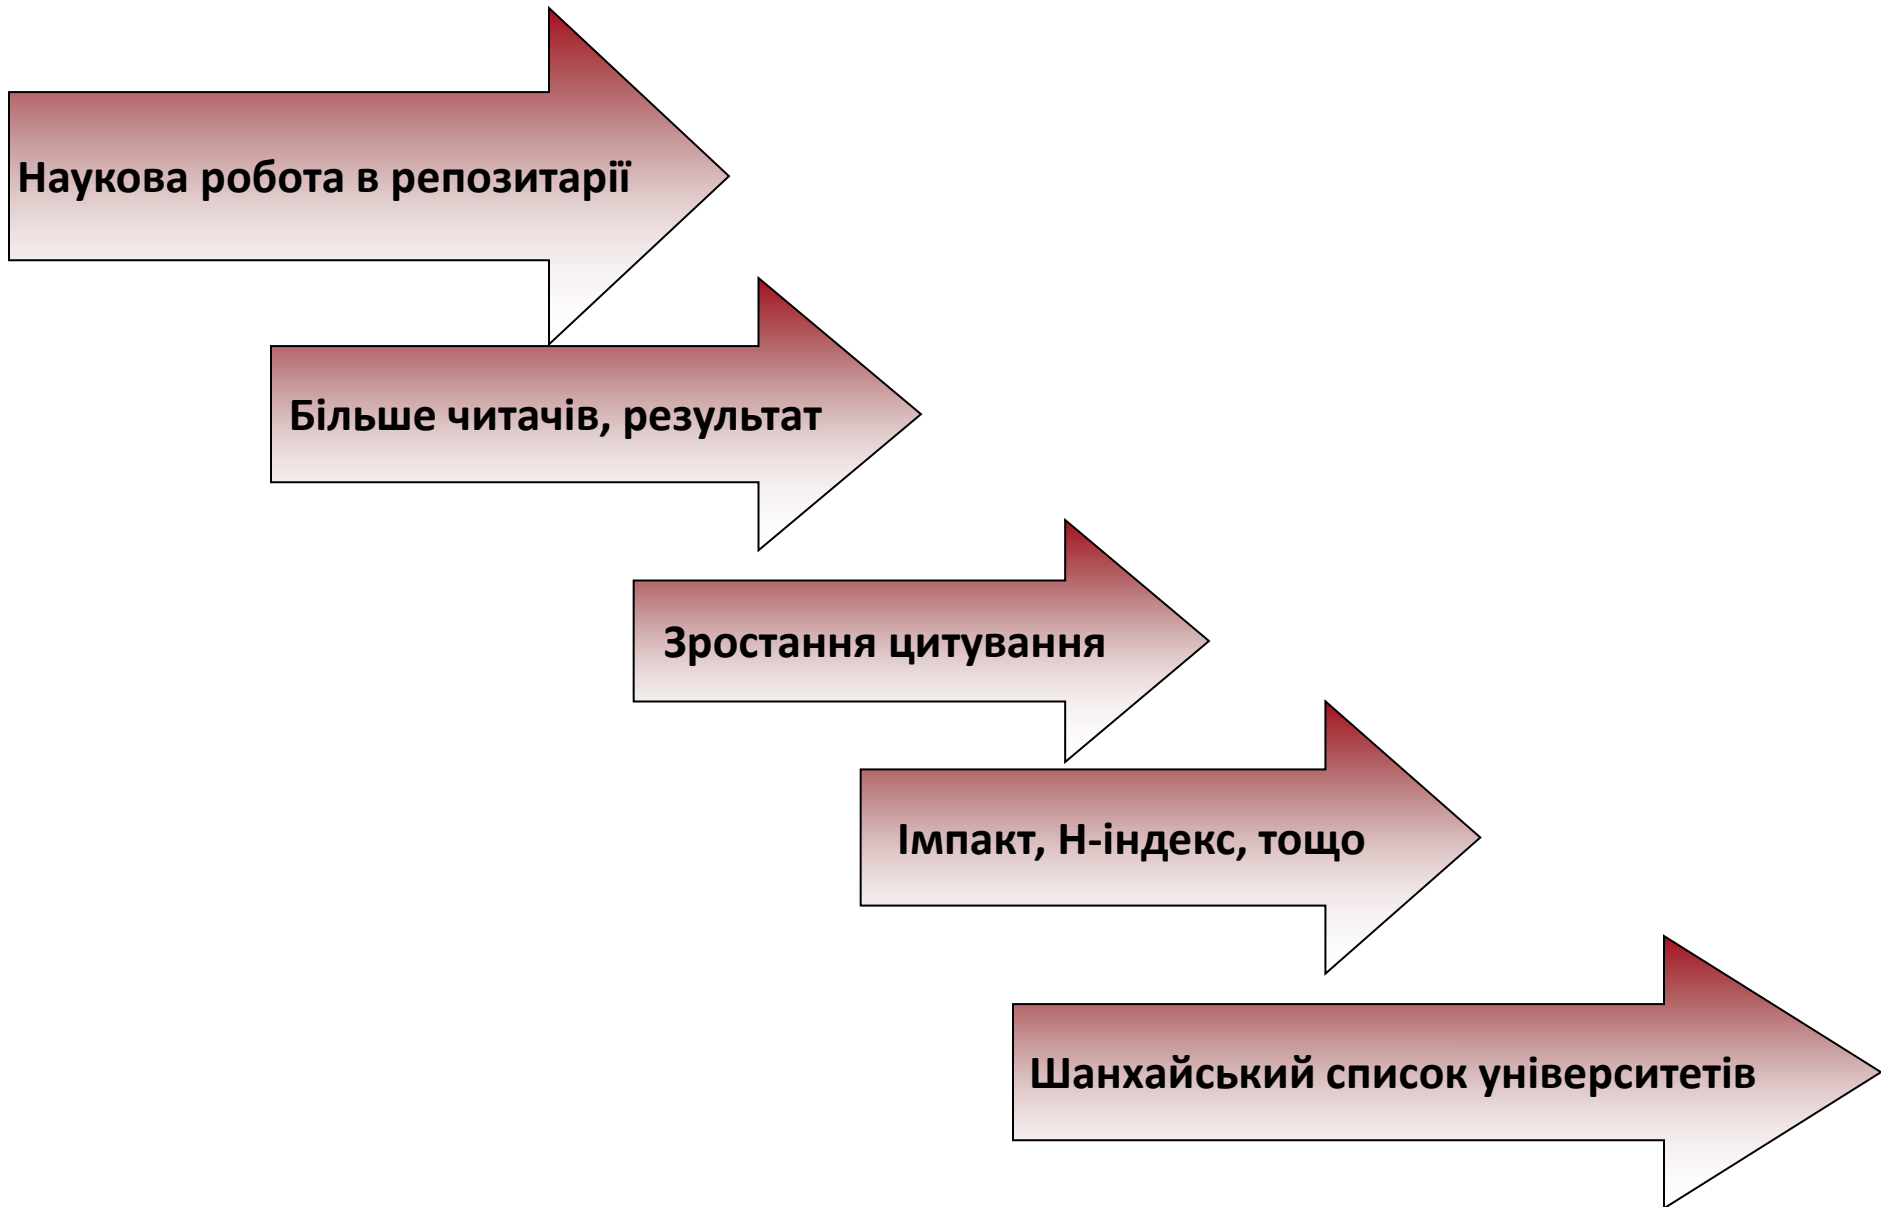 Наукова робота в репозитарії
Більше читачів, результат
Зростання цитування
Імпакт, Н-індекс, тощо
Шанхайський список університетів